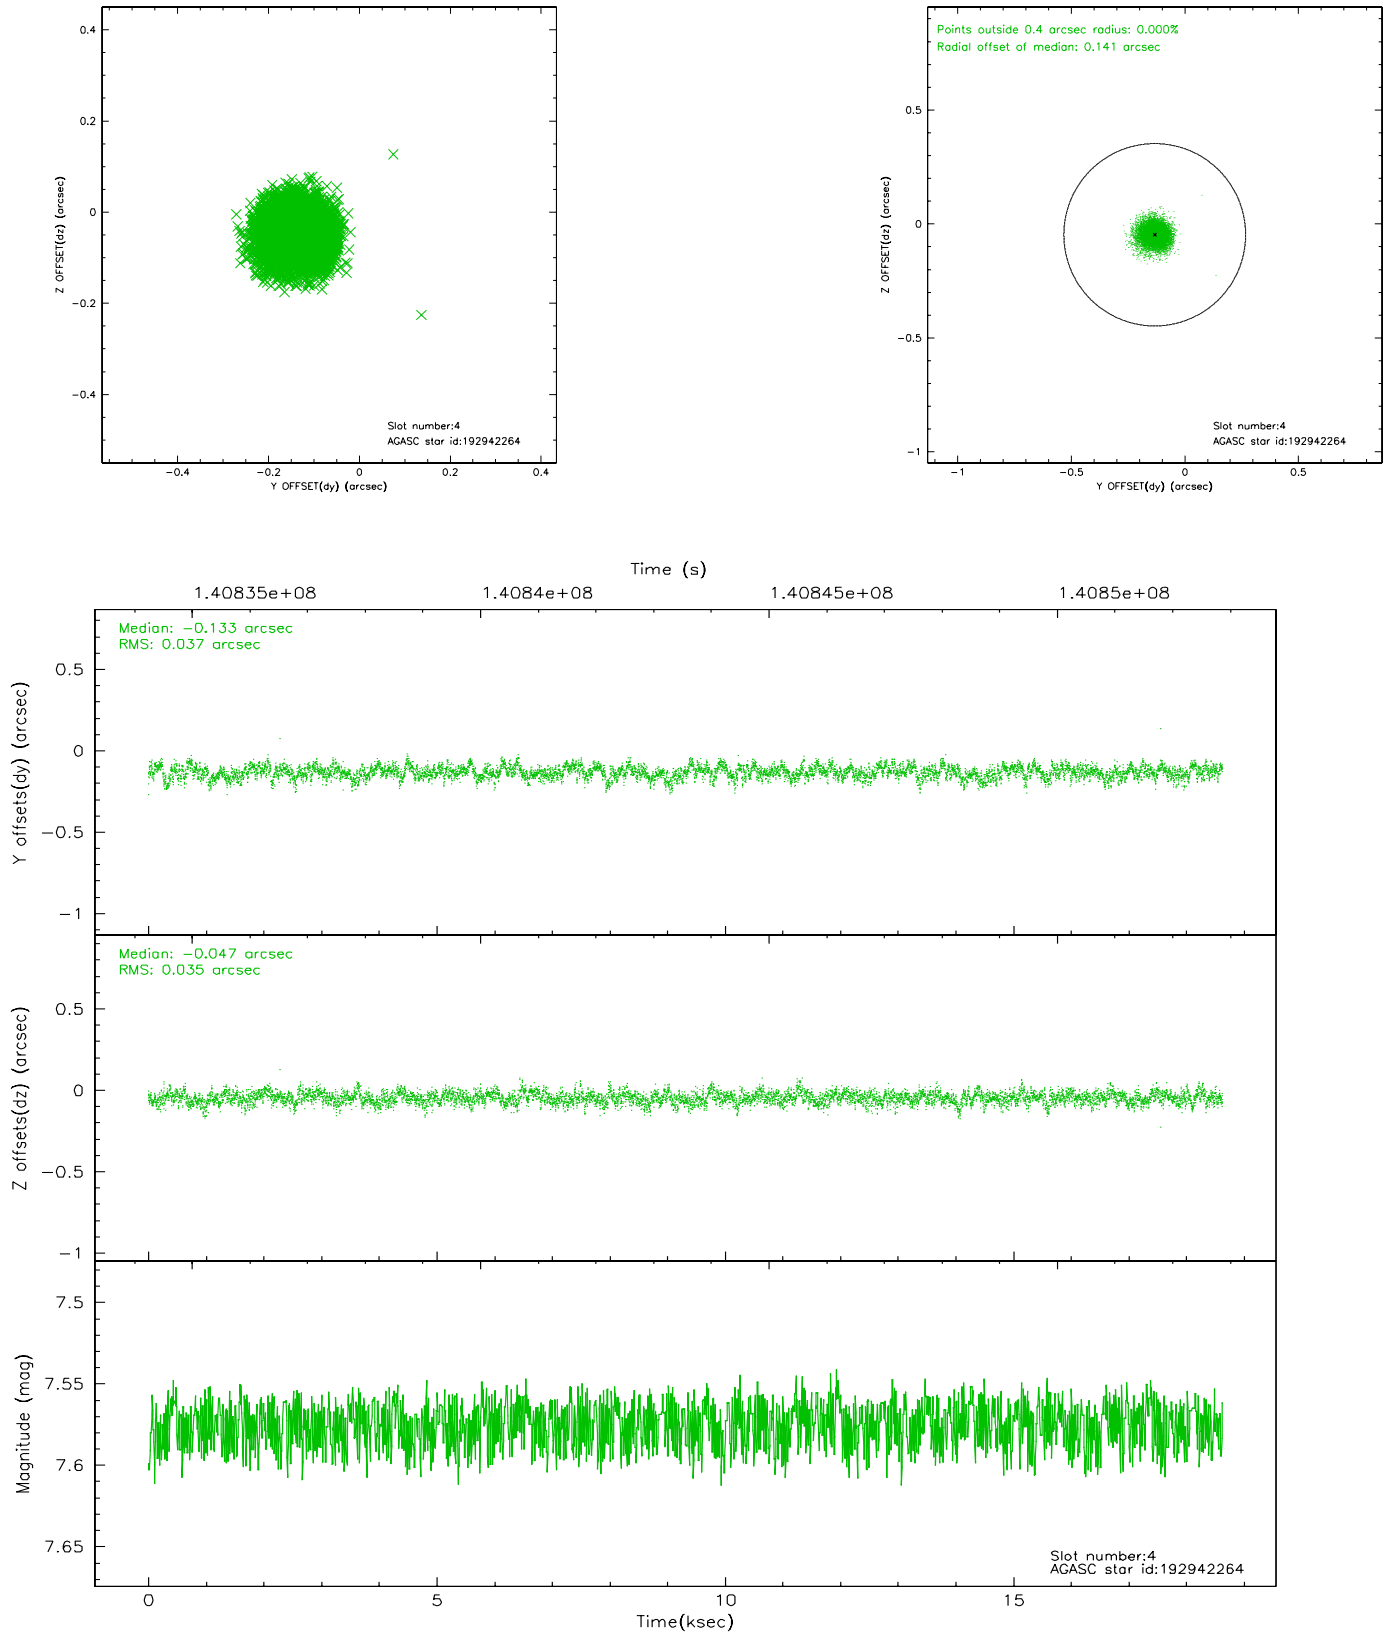 0.4
0.2
0
−0.2
−0.4
Z OFFSET(dz) (arcsec)
Slot number:4
AGASC star id:192942264
−0.4 −0.2 0 0.2 0.4
Y OFFSET(dy) (arcsec)
Points outside 0.4 arcsec radius: 0.000%
Radial offset of median: 0.141 arcsec
0.5
0
−0.5
−1
Z OFFSET(dz) (arcsec)
Slot number:4
AGASC star id:192942264
−1 −0.5 0 0.5
Y OFFSET(dy) (arcsec)
Time (s)
1.40835e+08 1.4084e+08 1.40845e+08 1.4085e+08
Median: −0.133 arcsec
RMS: 0.037 arcsec
0.5
0
−0.5
−1
Y offsets(dy) (arcsec)
Median: −0.047 arcsec
RMS: 0.035 arcsec
0.5
0
−0.5
−1
Z offsets(dz) (arcsec)
7.5
7.55
7.6
7.65
Magnitude (mag)
Slot number:4
AGASC star id:192942264
0 5 10 15
Time(ksec)